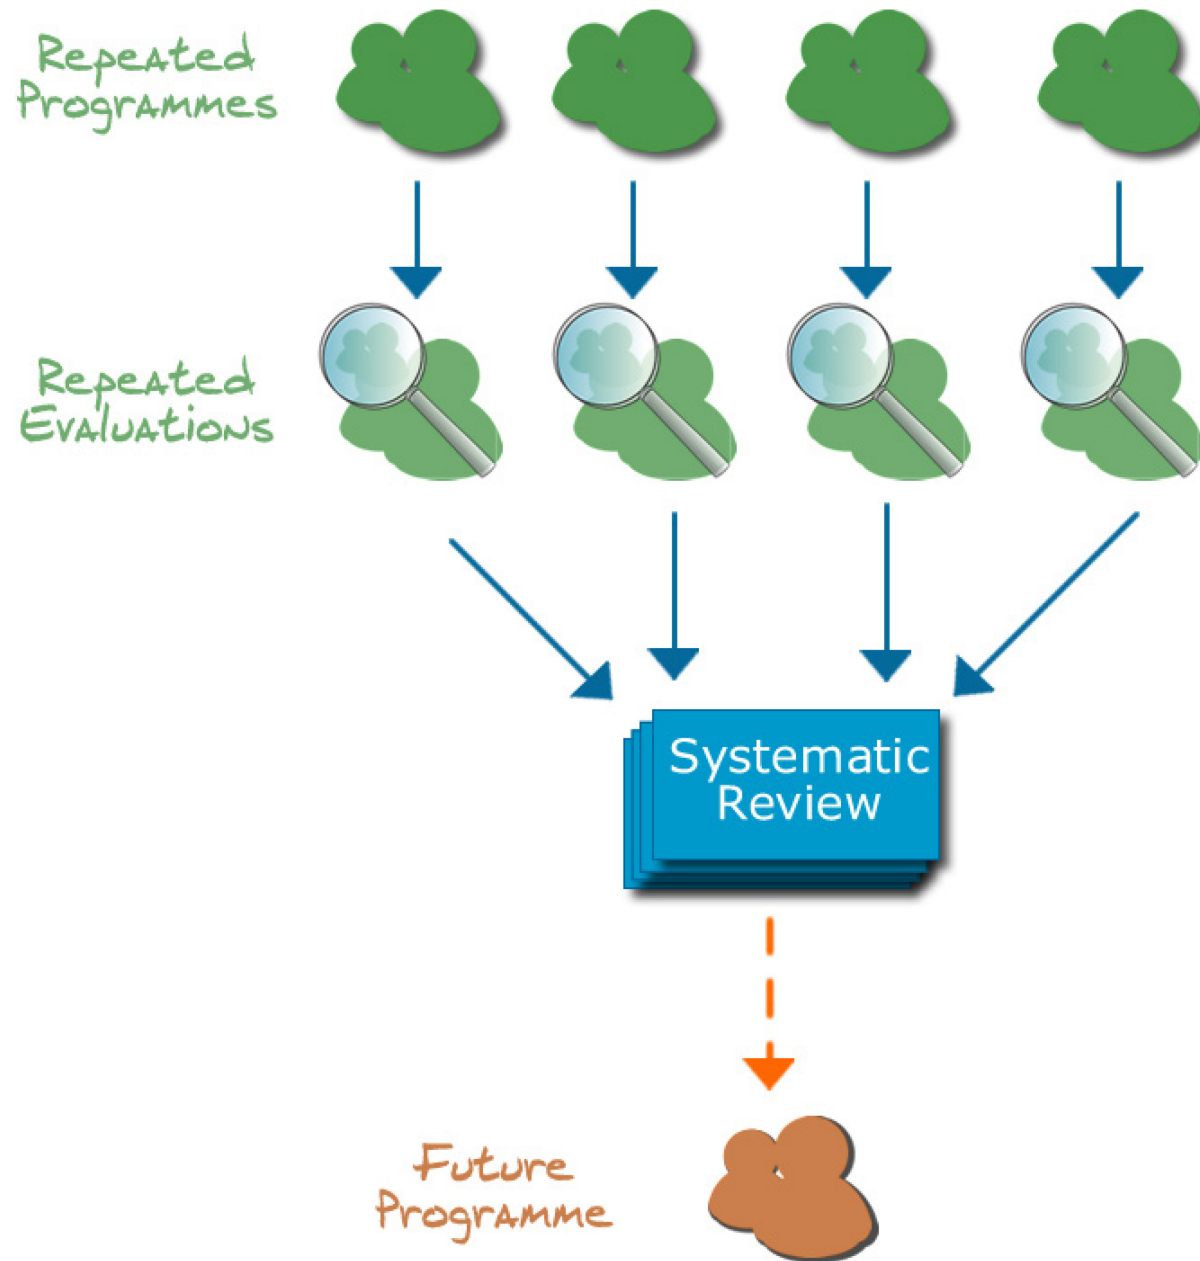 Repeated
Programmes
Repeated
Evaluations
Systematic
Review
Future
Programme